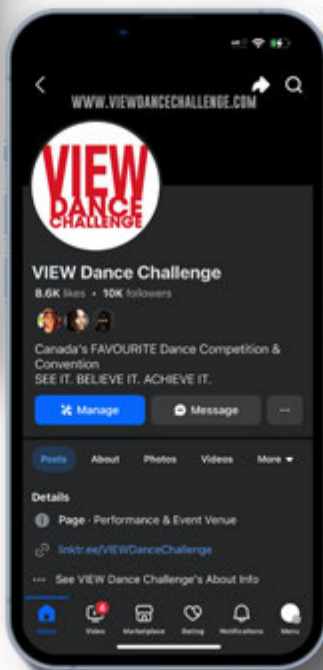 WWW.VIEWDANCECHALLENGE.COM
VIEW
DANCE
CHALLENGE
VIEW Dance Challenge
8.6K likes • 10K followers
Canada's FAVOURITE Dance Competition &
Convention
SEE IT. BELIEVE IT. ACHIEVE IT.
Manage
Message
Posts About Photos Videos More
Details
Page · Performance & Event Venue
linktr.ee/VIEWDanceChallenge
See VIEW Dance Challenge's About Info
4
Home Video Marketplace Dating Notifications Menu